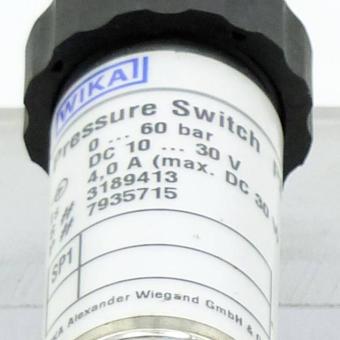 WIKA
Pressure Switch
0 ... 60 bar
DC 10 ... 30 V
4,0 A (max. DC 30 V
# 3189413
# 7935715
SP1
Alexander Wiegand GmbH &